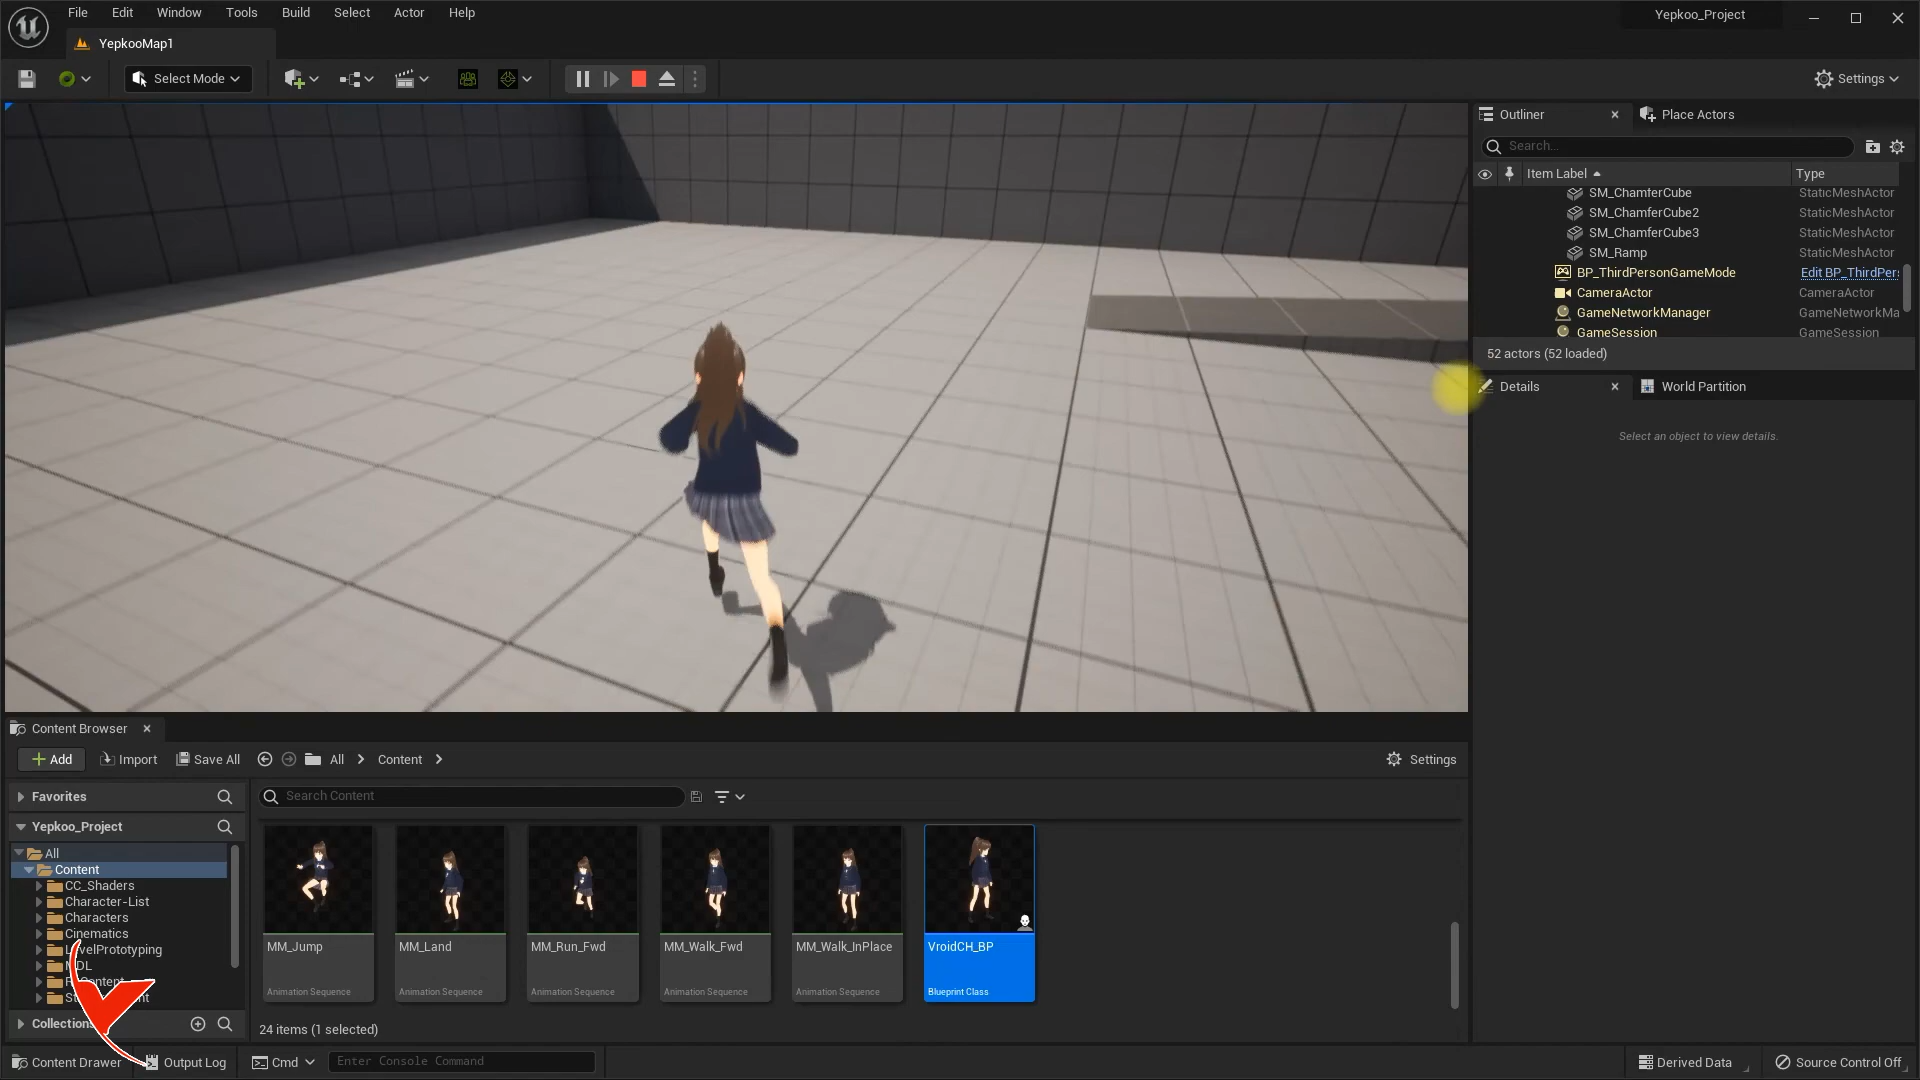 File Edit Window Tools Build Select Actor Help
Yepkoo_Project
YepkooMap1
Select Mode
Settings
Outliner
Place Actors
Search...
Item Label
Type
SM_ChamferCube StaticMeshActor
SM_ChamferCube2 StaticMeshActor
SM_ChamferCube3 StaticMeshActor
SM_Ramp StaticMeshActor
BP_ThirdPersonGameMode Edit BP_ThirdPer
CameraActor CameraActor
GameNetworkManager GameNetworkMa
GameSession GameSession
52 actors (52 loaded)
Details
World Partition
Select an object to view details.
Content Browser
Add Import Save All All Content
Settings
Favorites
Search Content
Yepkoo_Project
All
Content
CC_Shaders
Character-List
Characters
Cinematics
LevelPrototyping
Collections
MM_Jump
Animation Sequence
MM_Land
Animation Sequence
MM_Run_Fwd
Animation Sequence
MM_Walk_Fwd
Animation Sequence
MM_Walk_InPlace
Animation Sequence
VroidCH_BP
Blueprint Class
24 items (1 selected)
Content Drawer
Output Log
Cmd
Enter Console Command
Derived Data
Source Control Off